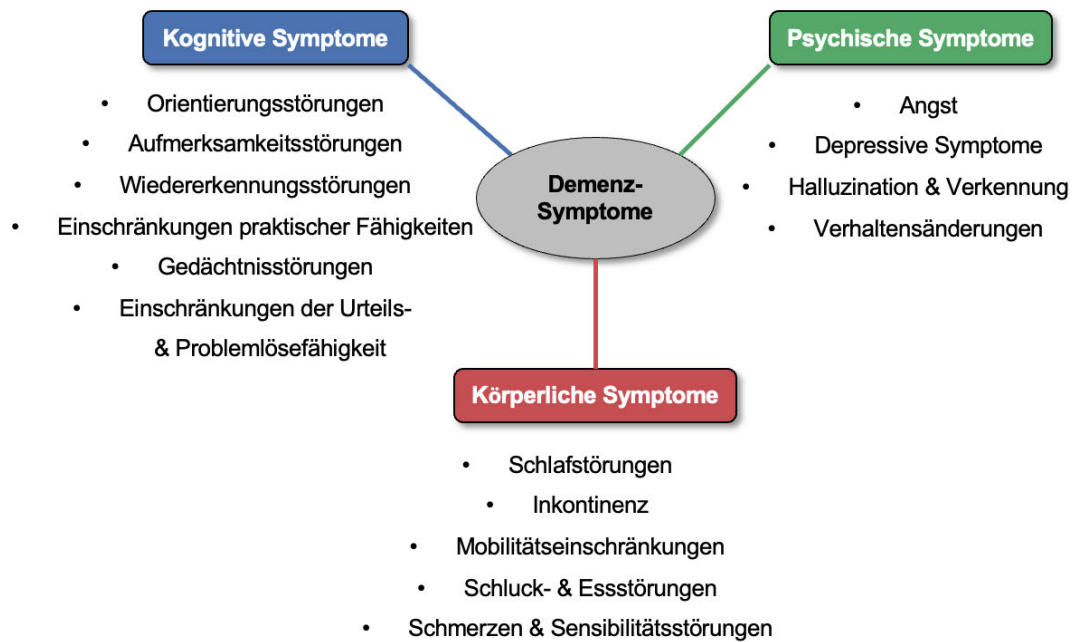 Kognitive Symptome
• Orientierungsstörungen
• Aufmerksamkeitsstörungen
• Wiedererkennungsstörungen
• Einschränkungen praktischer Fähigkeiten
• Gedächtnisstörungen
• Einschränkungen der Urteils-
& Problemlösefähigkeit
Psychische Symptome
• Angst
• Depressive Symptome
• Halluzination & Verkennung
• Verhaltensänderungen
Demenz-
Symptome
Körperliche Symptome
• Schlafstörungen
• Inkontinenz
• Mobilitätseinschränkungen
• Schluck- & Essstörungen
• Schmerzen & Sensibilitätsstörungen